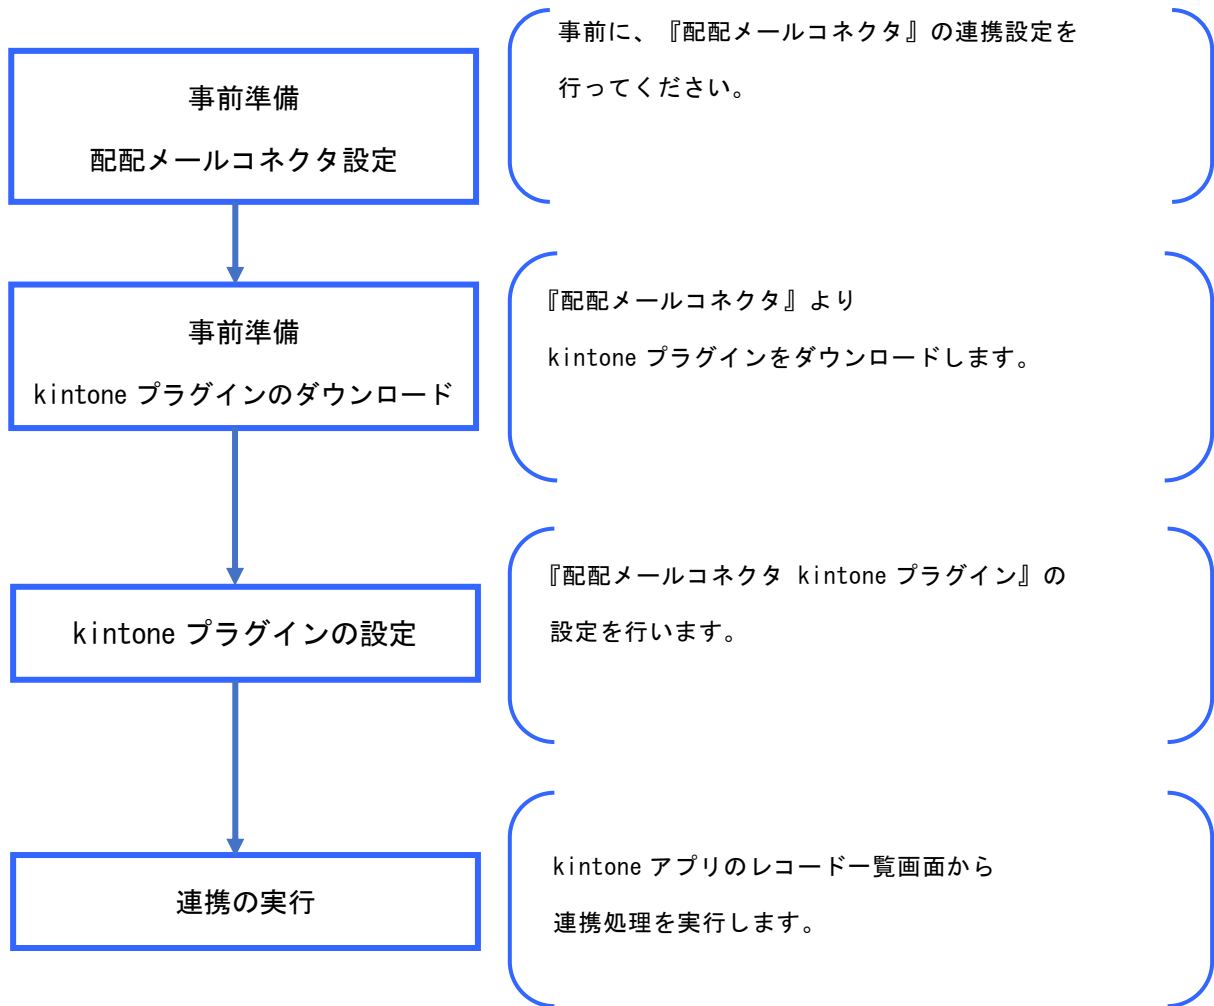 事前準備
配配メールコネクタ設定
事前に、『配配メールコネクタ』の連携設定を
行ってください。
事前準備
kintone プラグインのダウンロード
『配配メールコネクタ』より
kintone プラグインをダウンロードします。
kintone プラグインの設定
『配配メールコネクタ kintone プラグイン』の
設定を行います。
連携の実行
kintone アプリのレコード一覧画面から
連携処理を実行します。